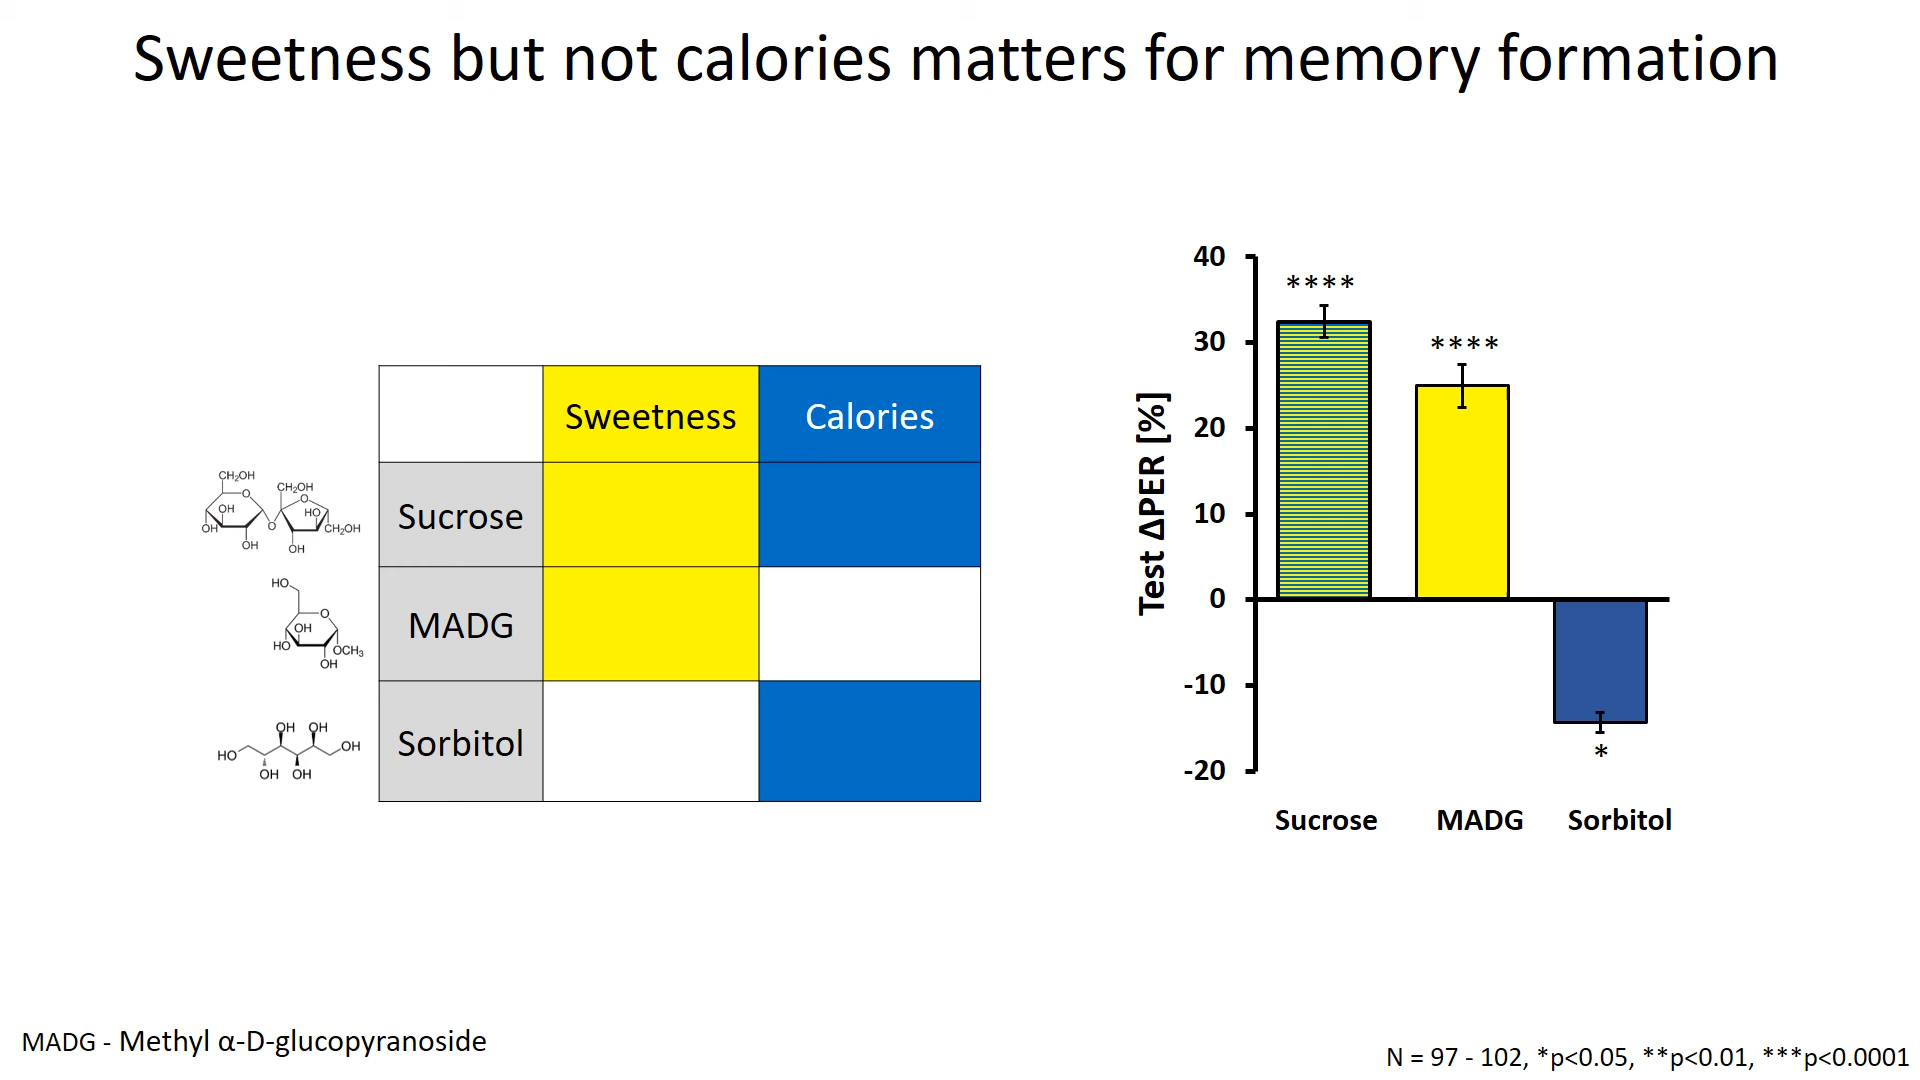 Sweetness but not calories matters for memory formation
Sweetness Calories
Sucrose
MADG
Sorbitol
CH₂OH
O
OH
OH
OH
O
CH₂OH
O
HO
CH₂OH
OH
HO
O
OH
HO
OCH₃
OH
OH OH
HO OH
OH OH
Test ΔPER [%]
40
30
20
10
0
-10
-20
****
****
*
Sucrose MADG Sorbitol
MADG - Methyl α-D-glucopyranoside
N = 97 - 102, *p<0.05, **p<0.01, ***p<0.0001